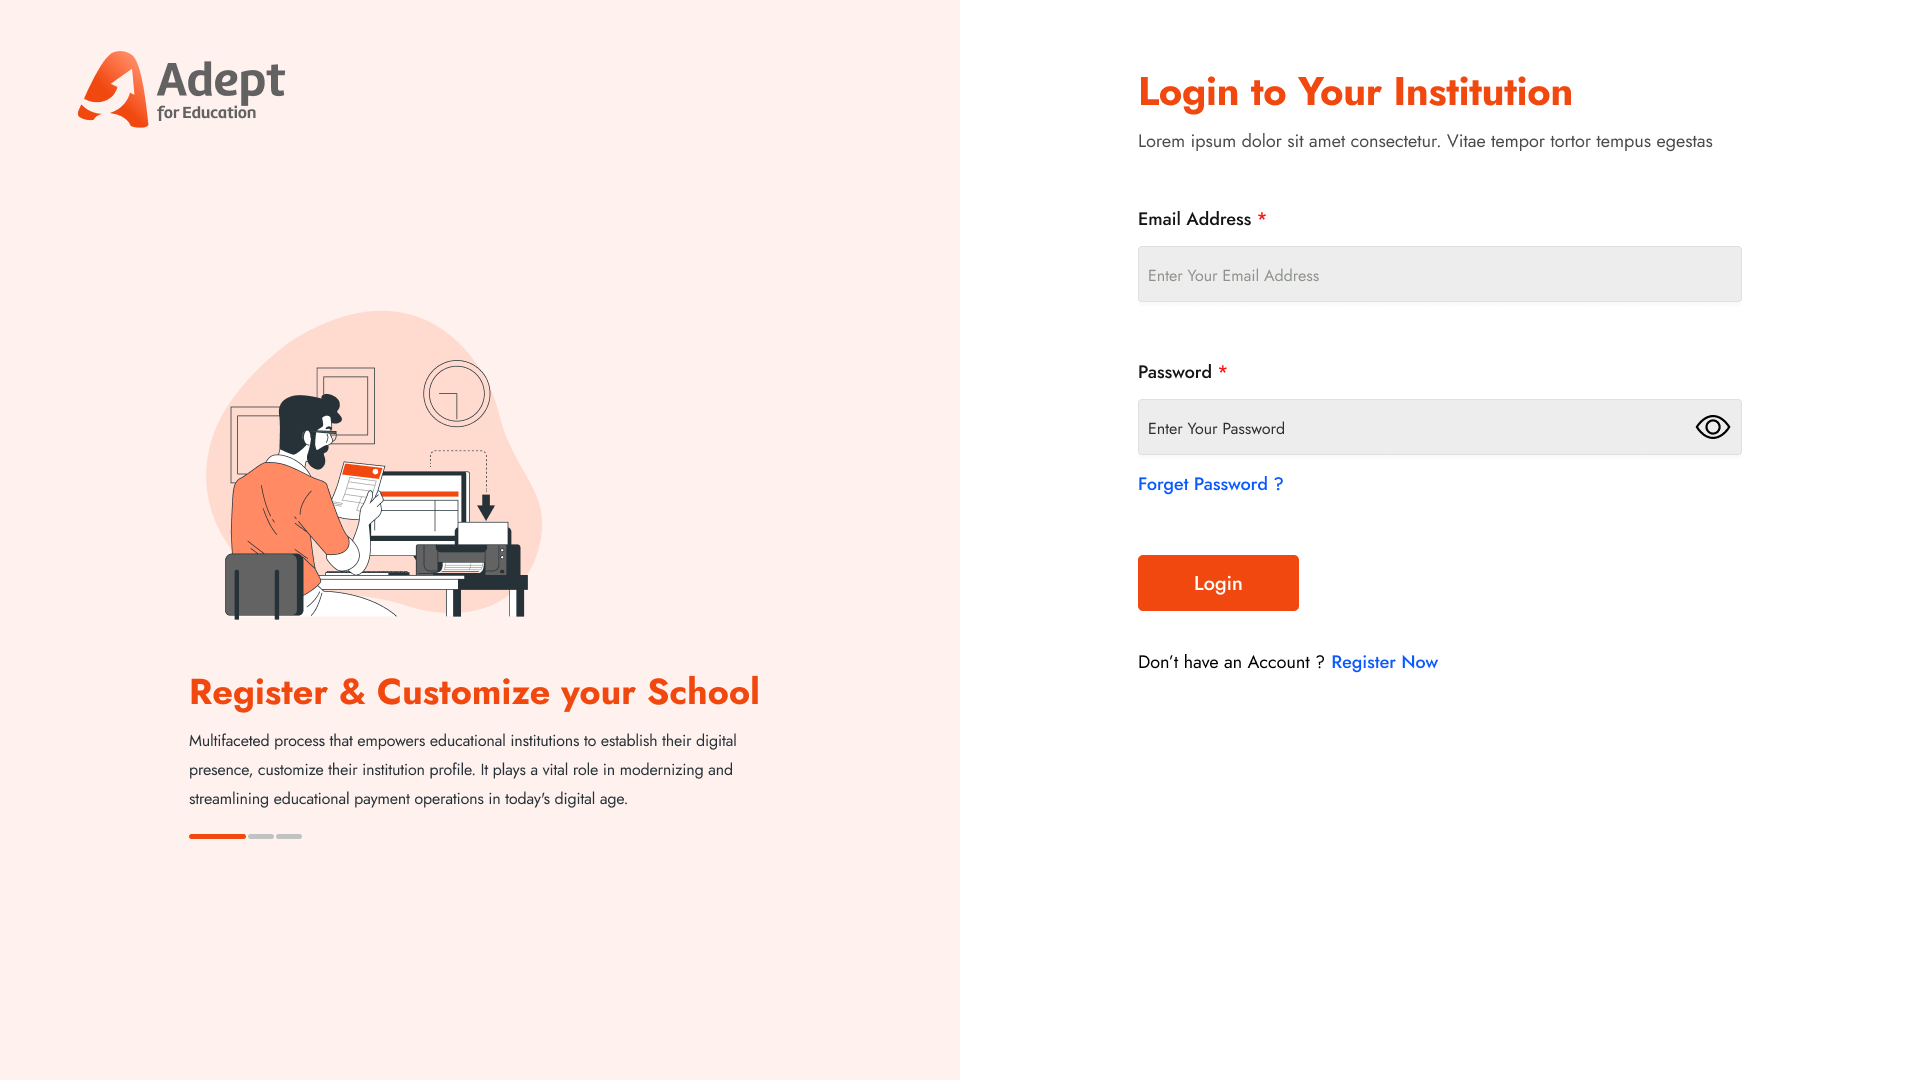 Adept
for Education
Login to Your Institution
Lorem ipsum dolor sit amet consectetur. Vitae tempor tortor tempus egestas
Email Address *
Enter Your Email Address
Password *
Enter Your Password
Forget Password ?
Login
Don’t have an Account ? Register Now
Register & Customize your School
Multifaceted process that empowers educational institutions to establish their digital
presence, customize their institution profile. It plays a vital role in modernizing and
streamlining educational payment operations in today's digital age.